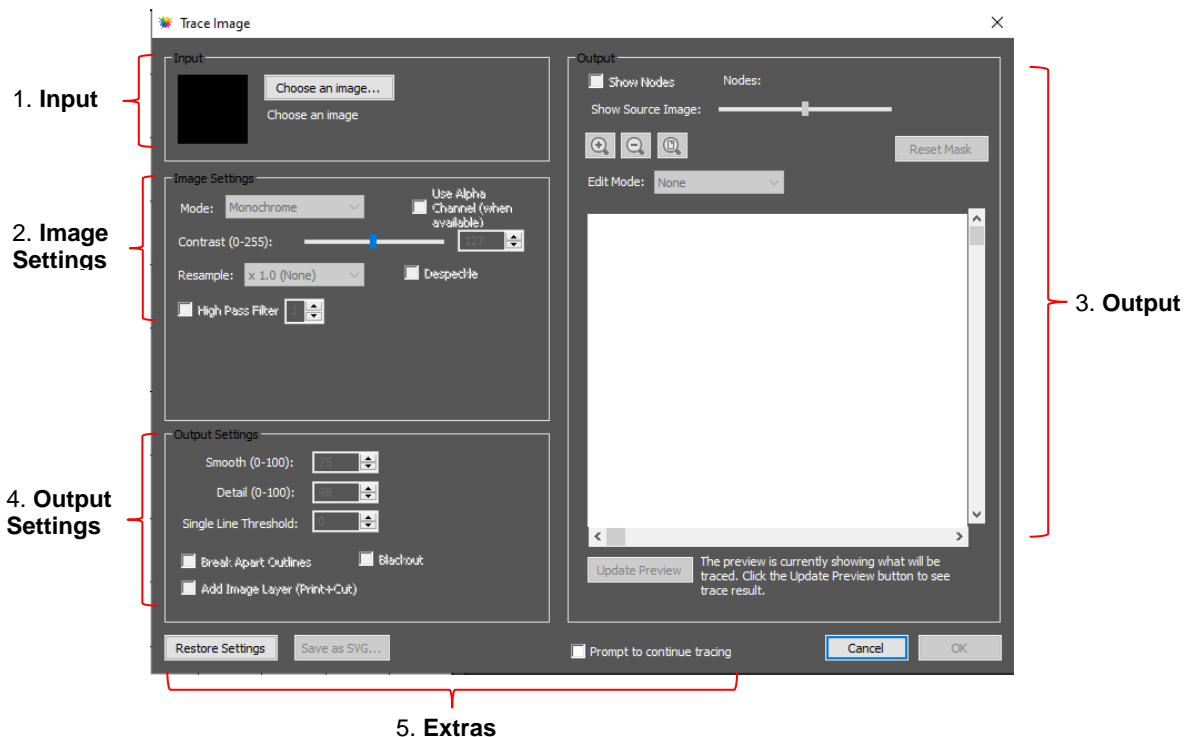 Trace Image
1. Input
Input
Choose an image...
Choose an image
2. Image
Settings
Image Settings
Mode: Monochrome
Use Alpha
Channel (when
available)
Contrast (0-255): 127
Resample: x 1.0 (None) Despeckle
High Pass Filter 1
4. Output
Settings
Output Settings
Smooth (0-100): 75
Detail (0-100): 98
Single Line Threshold: 0
Break Apart Outlines Blackout
Add Image Layer (Print+Cut)
Restore Settings Save as SVG...
Output
Show Nodes Nodes:
Show Source Image:
Reset Mask
Edit Mode: None
Update Preview
The preview is currently showing what will be
traced. Click the Update Preview button to see
trace result.
Prompt to continue tracing Cancel OK
3. Output
5. Extras